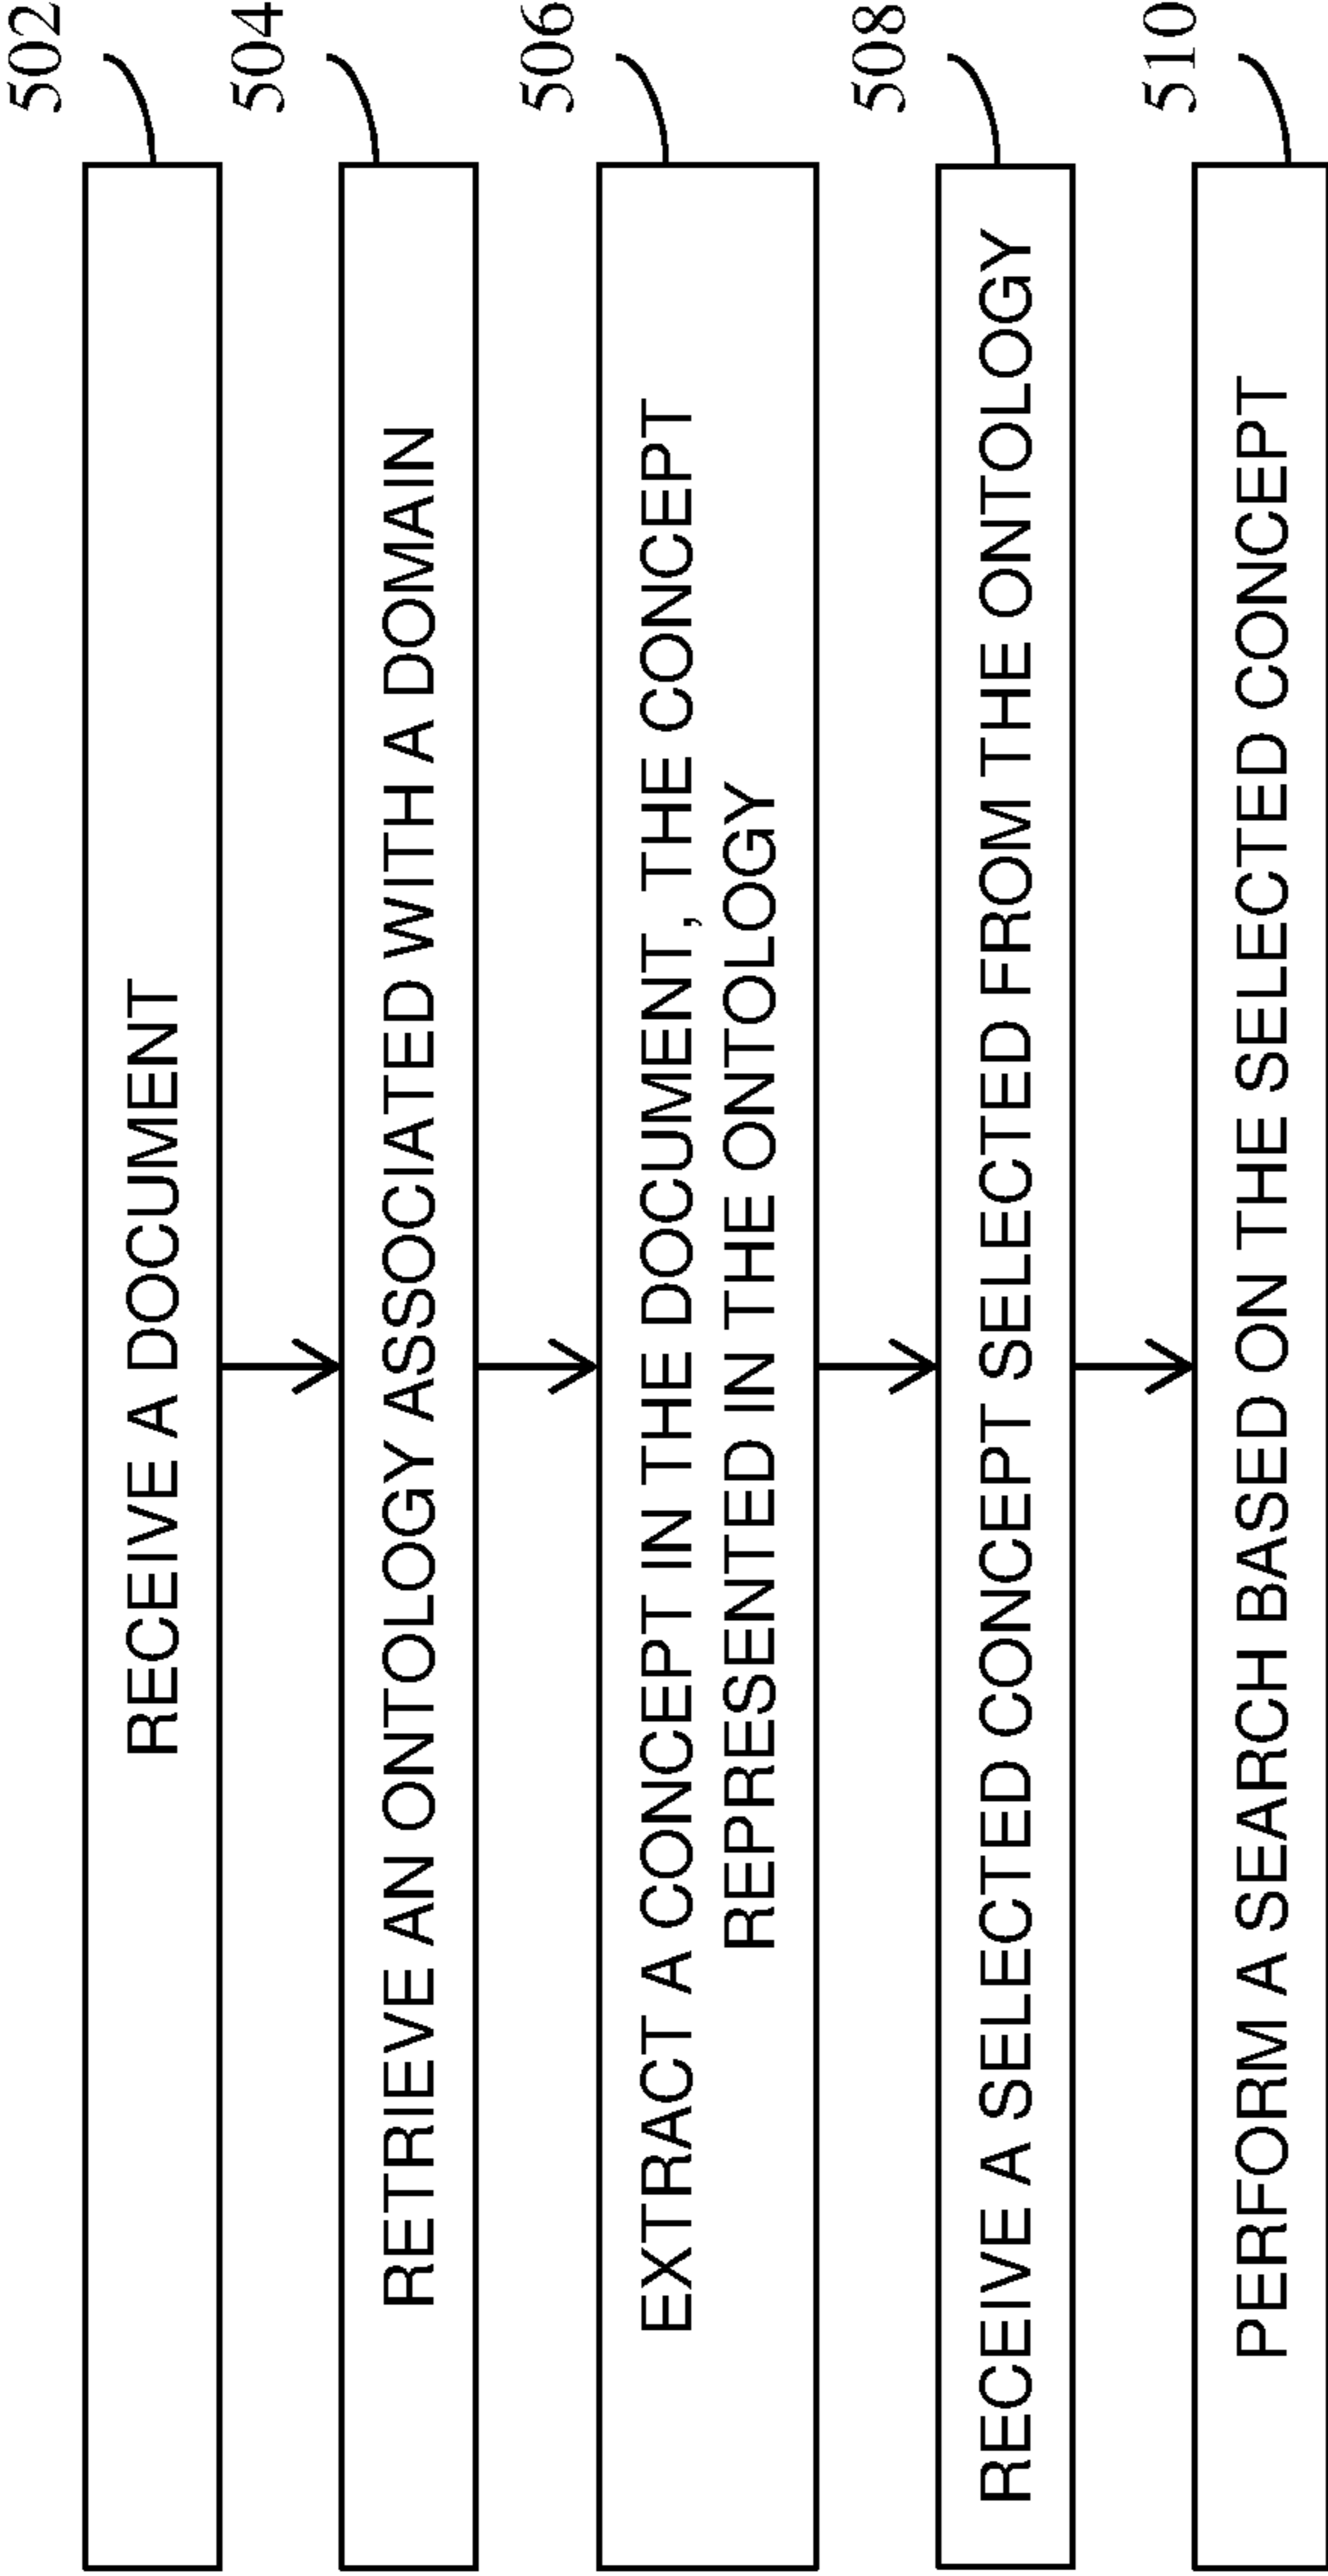 502
RECEIVE A DOCUMENT
504
RETRIEVE AN ONTOLOGY ASSOCIATED WITH A DOMAIN
506
EXTRACT A CONCEPT IN THE DOCUMENT, THE CONCEPT
REPRESENTED IN THE ONTOLOGY
508
RECEIVE A SELECTED CONCEPT SELECTED FROM THE ONTOLOGY
510
PERFORM A SEARCH BASED ON THE SELECTED CONCEPT